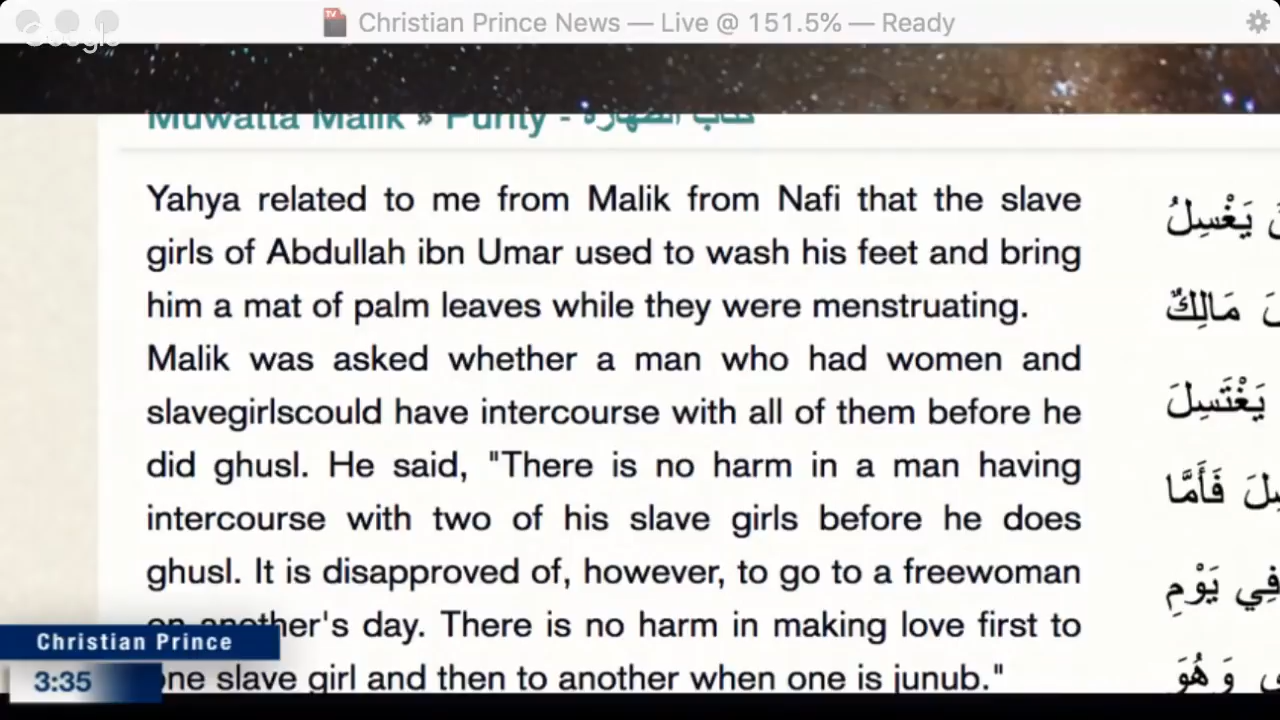 Christian Prince News — Live @ 151.5% — Ready
Google
Muwatta Malik » Purity - كتاب الطهارة
Yahya related to me from Malik from Nafi that the slave
girls of Abdullah ibn Umar used to wash his feet and bring
him a mat of palm leaves while they were menstruating.
Malik was asked whether a man who had women and
slavegirlscould have intercourse with all of them before he
did ghusl. He said, "There is no harm in a man having
intercourse with two of his slave girls before he does
ghusl. It is disapproved of, however, to go to a freewoman
on another's day. There is no harm in making love first to
one slave girl and then to another when one is junub."
يَغْسِلُ
مَالِكٌ
يَغْتَسِلَ
فَأَمَّا
فِي يَوْمِ
وَهُوَ
Christian Prince
3:35